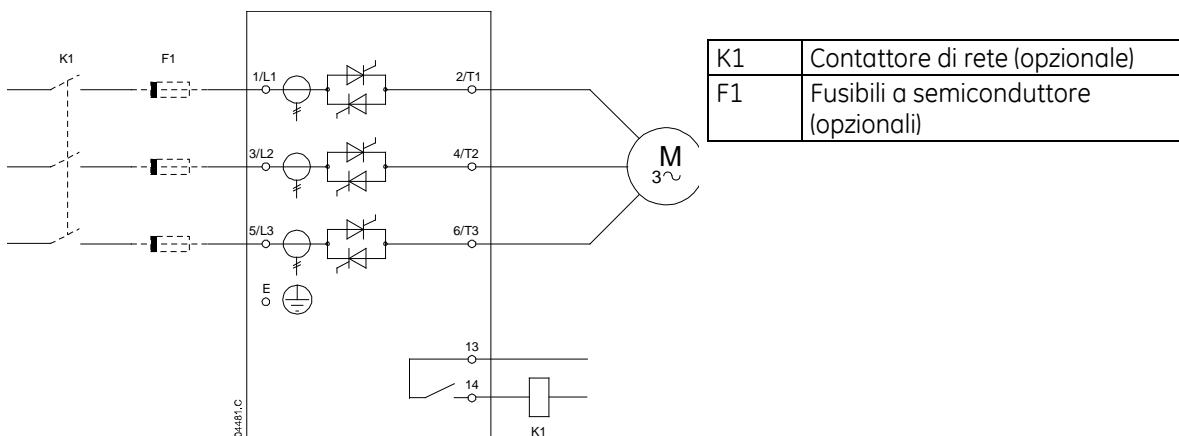 K1
F1
1/L1
2/T1
3/L2
4/T2
5/L3
6/T3
E
M
3~
13
14
K1
04481.C
K1 Contattore di rete (opzionale)
F1 Fusibili a semiconduttore
(opzionali)